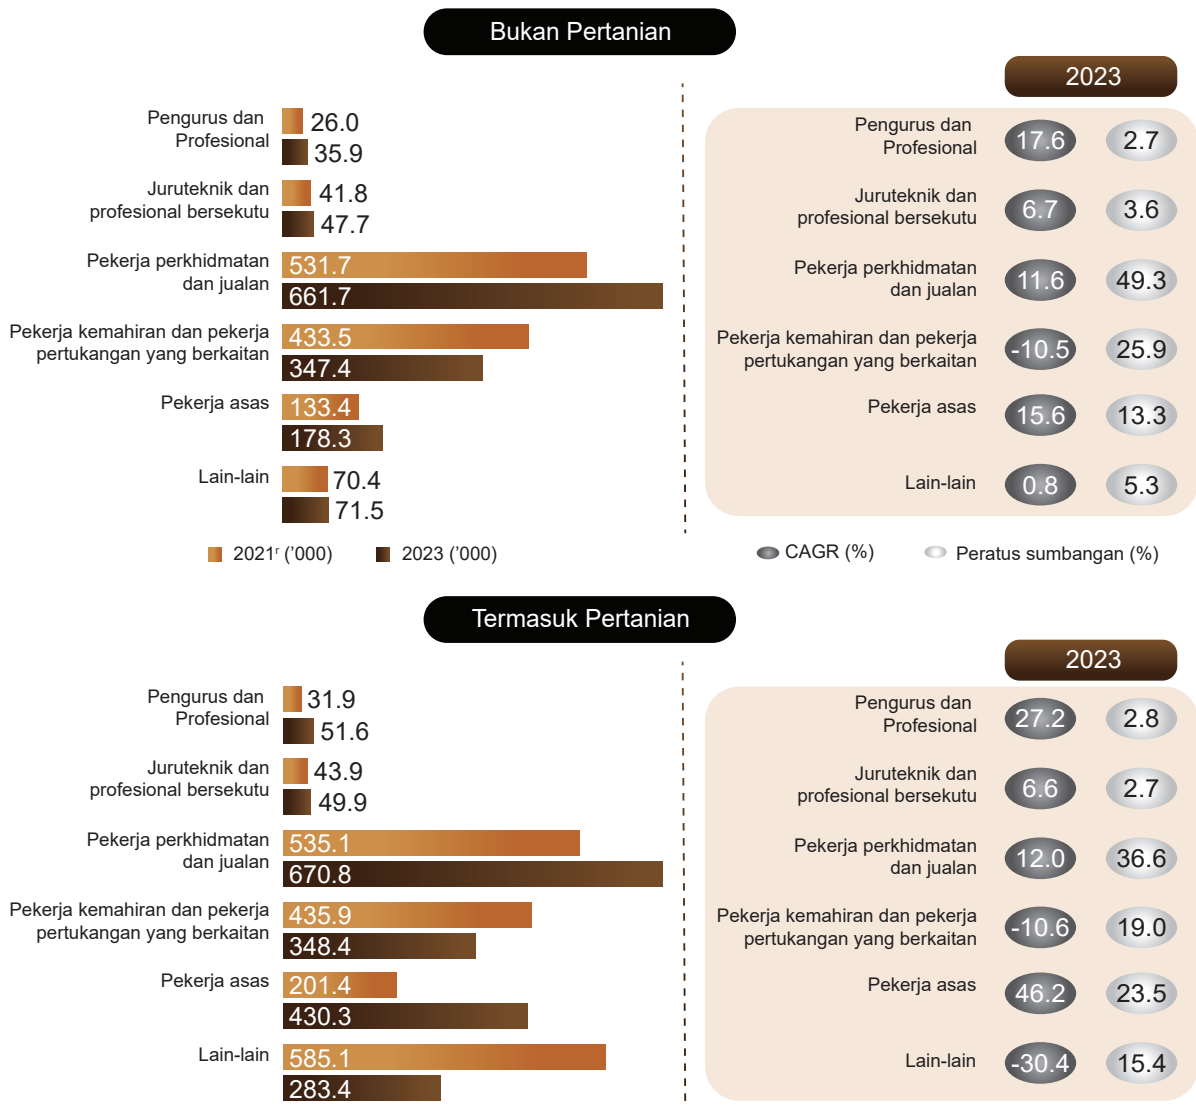 Bukan Pertanian
2023
Pengurus dan
Profesional
26.0
35.9
Juruteknik dan
profesional bersekutu
41.8
47.7
Pekerja perkhidmatan
dan jualan
531.7
661.7
Pekerja kemahiran dan pekerja
pertukangan yang berkaitan
433.5
347.4
Pekerja asas
133.4
178.3
Lain-lain
70.4
71.5
2021ʳ ('000)
2023 ('000)
Pengurus dan
Profesional
17.6
2.7
Juruteknik dan
profesional bersekutu
6.7
3.6
Pekerja perkhidmatan
dan jualan
11.6
49.3
Pekerja kemahiran dan pekerja
pertukangan yang berkaitan
-10.5
25.9
Pekerja asas
15.6
13.3
Lain-lain
0.8
5.3
CAGR (%)
Peratus sumbangan (%)
Termasuk Pertanian
2023
Pengurus dan
Profesional
31.9
51.6
Juruteknik dan
profesional bersekutu
43.9
49.9
Pekerja perkhidmatan
dan jualan
535.1
670.8
Pekerja kemahiran dan pekerja
pertukangan yang berkaitan
435.9
348.4
Pekerja asas
201.4
430.3
Lain-lain
585.1
283.4
Pengurus dan
Profesional
27.2
2.8
Juruteknik dan
profesional bersekutu
6.6
2.7
Pekerja perkhidmatan
dan jualan
12.0
36.6
Pekerja kemahiran dan pekerja
pertukangan yang berkaitan
-10.6
19.0
Pekerja asas
46.2
23.5
Lain-lain
-30.4
15.4